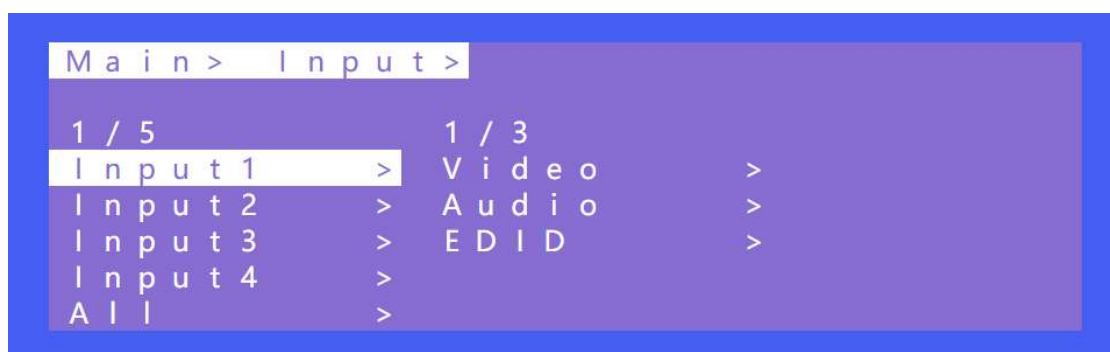 Main> Input>
1/5 1/3
Input1 > Video >
Input2 > Audio >
Input3 > EDID >
Input4 >
All >